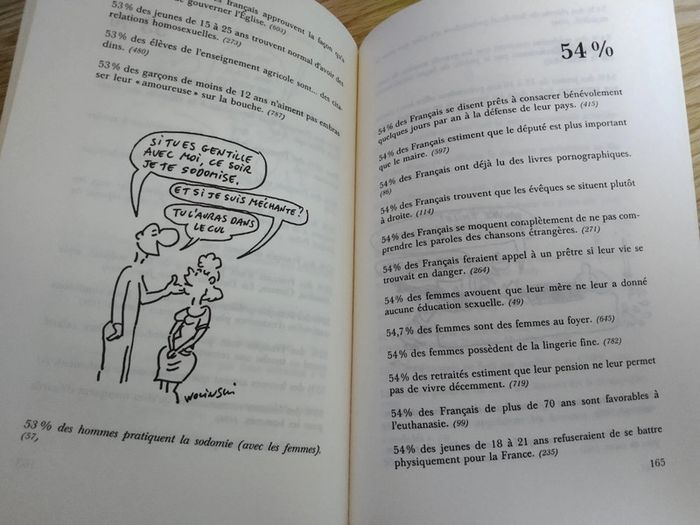 français approuvent la façon qu'a
gouverner l'Église. (603)
53 % des jeunes de 15 à 25 ans trouvent normal d'avoir des
relations homosexuelles. (273)
53 % des élèves de l'enseignement agricole sont... des cita-
dins. (480)
53 % des garçons de moins de 12 ans n'aiment pas embras-
ser leur « amoureuse » sur la bouche. (787)
SI TU ES GENTILLE
AVEC MOI, CE SOIR
JE TE SODOMISE.
ET SI JE SUIS MÉCHANTE ?
TU L'AURAS DANS
LE CUL
WOLINSKI
53 % des hommes pratiquent la sodomie (avec les femmes).
(57)
54 %
54 % des Français se disent prêts à consacrer bénévolement
quelques jours par an à la défense de leur pays. (415)
54 % des Français estiment que le député est plus important
que le maire. (597)
54 % des Français ont déjà lu des livres pornographiques.
(86)
54 % des Français trouvent que les évêques se situent plutôt
à droite. (114)
54 % des Français se moquent complètement de ne pas com-
prendre les paroles des chansons étrangères. (271)
54 % des Français feraient appel à un prêtre si leur vie se
trouvait en danger. (264)
54 % des femmes avouent que leur mère ne leur a donné
aucune éducation sexuelle. (49)
54,7 % des femmes sont des femmes au foyer. (645)
54 % des femmes possèdent de la lingerie fine. (782)
54 % des retraités estiment que leur pension ne leur permet
pas de vivre décemment. (719)
54 % des Français de plus de 70 ans sont favorables à
l'euthanasie. (99)
54 % des jeunes de 18 à 21 ans refuseraient de se battre
physiquement pour la France. (235)
165